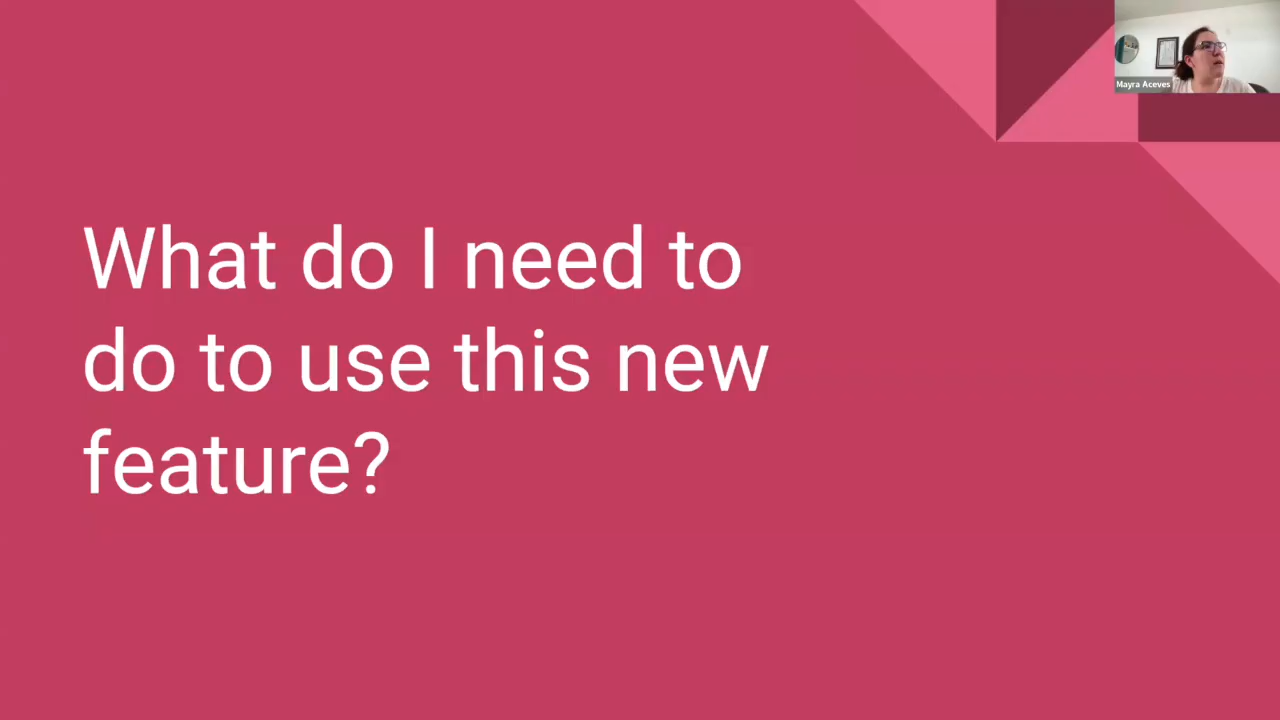 Mayra Aceves
What do I need to
do to use this new
feature?